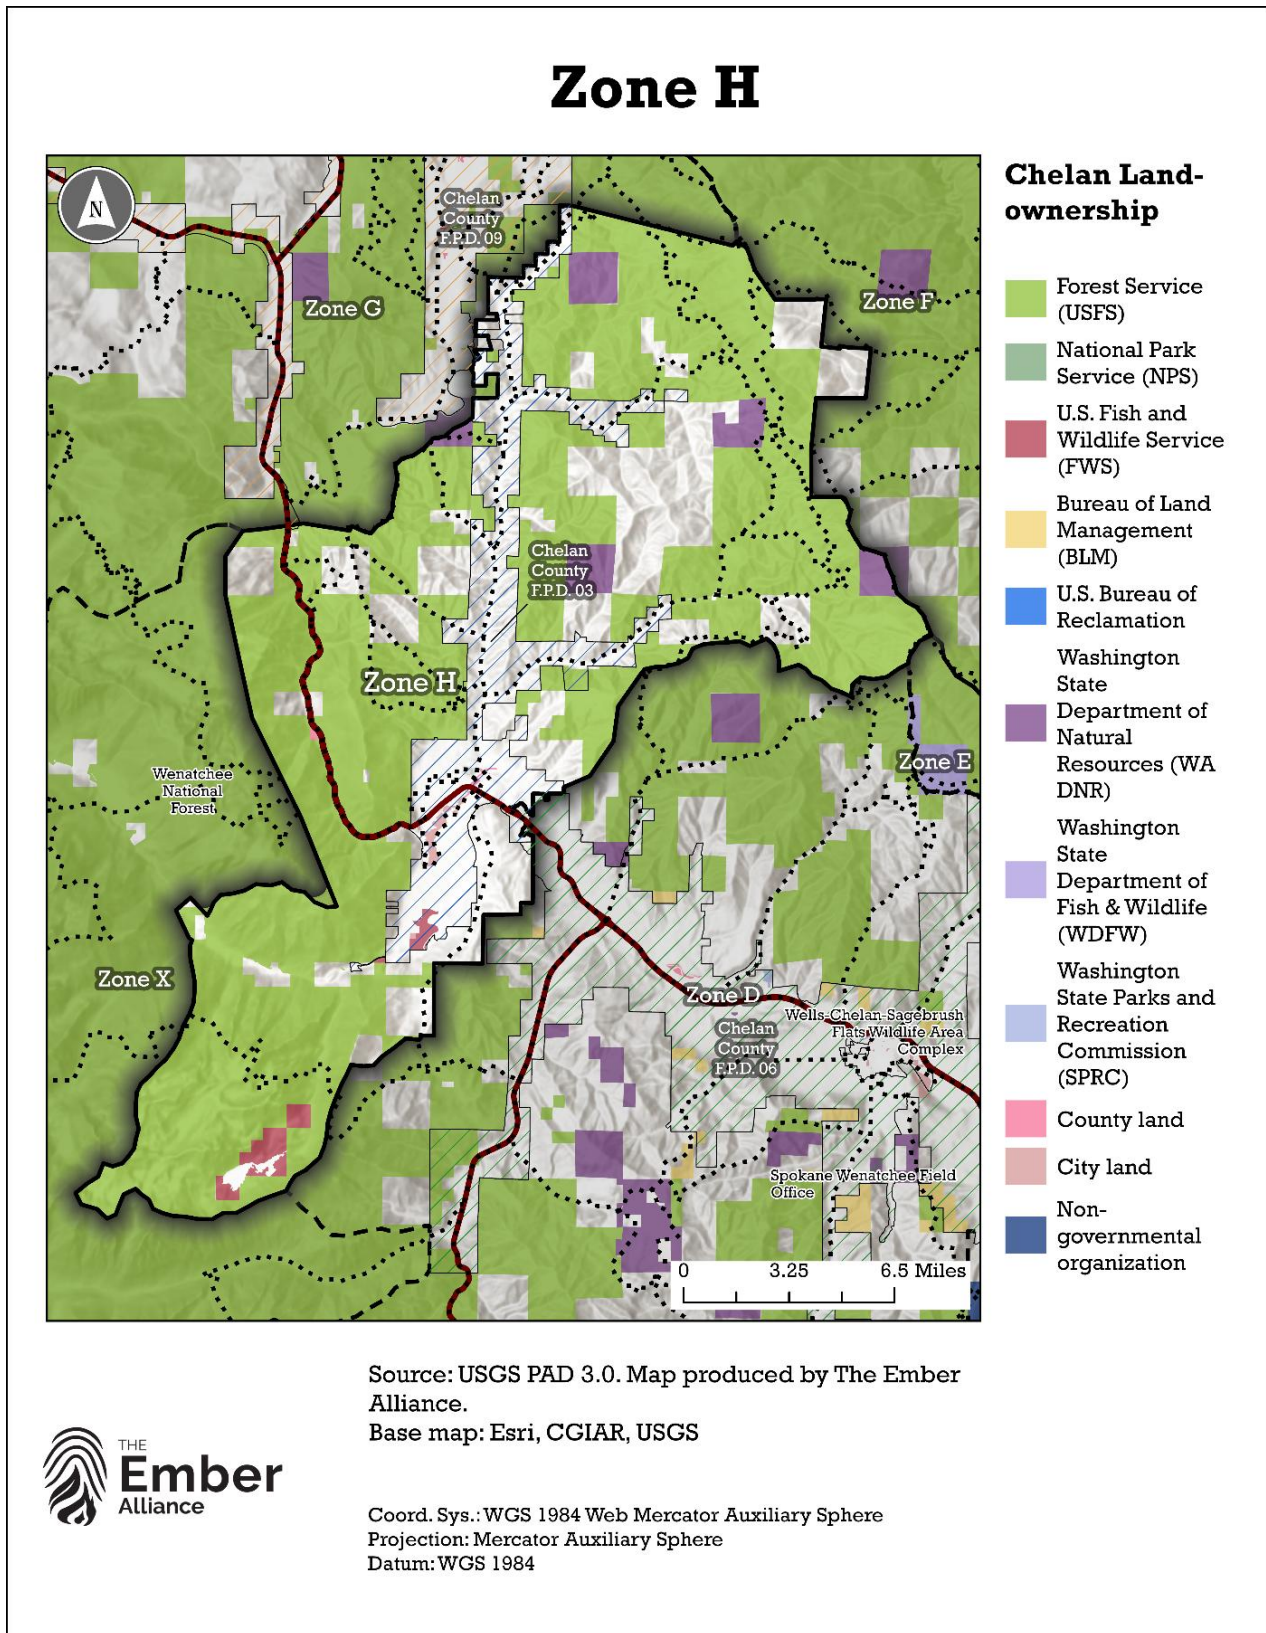 Zone H
N
Chelan
County
F.P.D. 09
Zone G
Zone F
Chelan
County
F.P.D. 03
Zone H
Wenatchee
National
Forest
Zone E
Zone X
Zone D
Chelan
County
F.P.D. 06
Wells-Chelan-Sagebrush
Flats Wildlife Area
Complex
Spokane Wenatchee Field
Office
0 3.25 6.5 Miles
Chelan Land-
ownership
Forest Service
(USFS)
National Park
Service (NPS)
U.S. Fish and
Wildlife Service
(FWS)
Bureau of Land
Management
(BLM)
U.S. Bureau of
Reclamation
Washington
State
Department of
Natural
Resources (WA
DNR)
Washington
State
Department of
Fish & Wildlife
(WDFW)
Washington
State Parks and
Recreation
Commission
(SPRC)
County land
City land
Non-
governmental
organization
Source: USGS PAD 3.0. Map produced by The Ember
Alliance.
Base map: Esri, CGIAR, USGS
THE
Ember
Alliance
Coord. Sys.: WGS 1984 Web Mercator Auxiliary Sphere
Projection: Mercator Auxiliary Sphere
Datum: WGS 1984